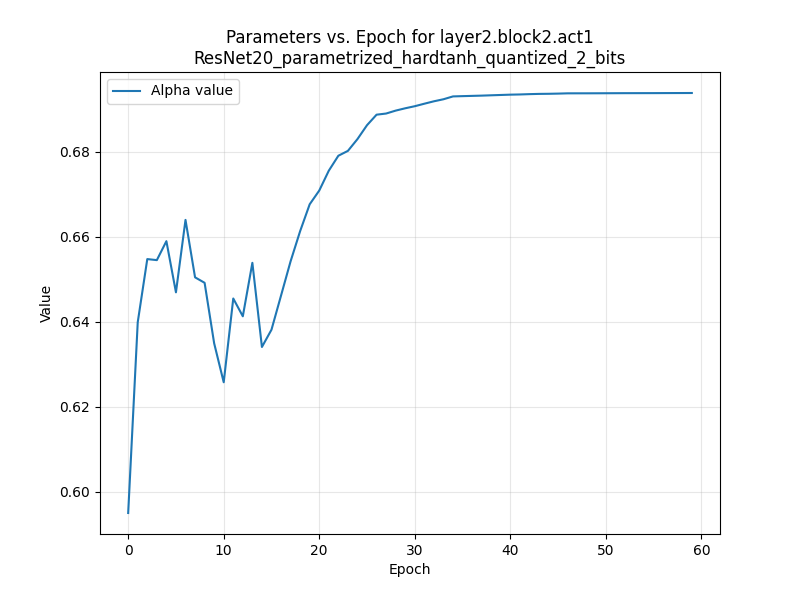 Parameters vs. Epoch for layer2.block2.act1
ResNet20_parametrized_hardtanh_quantized_2_bits
Alpha value
0.68
0.66
0.64
0.62
0.60
Value
0 10 20 30 40 50 60
Epoch